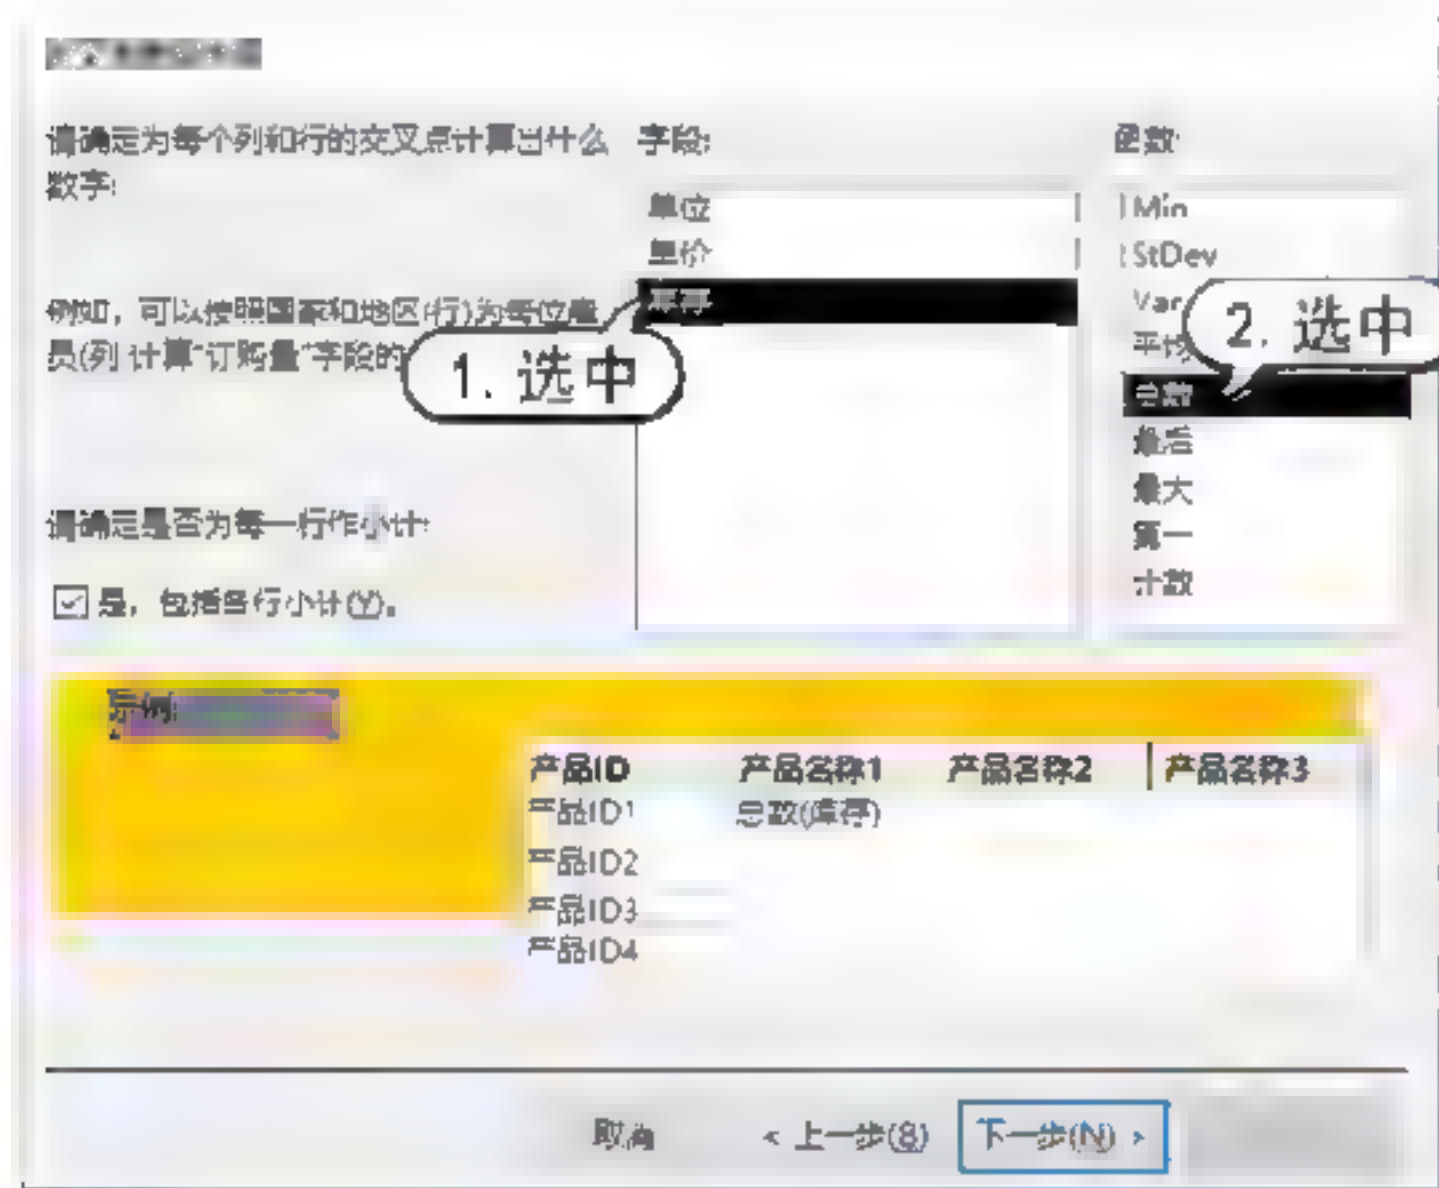 请确定为每个列和行的交叉点计算出什么
数字:
例如，可以按照国家和地区(行)为每位雇
员(列 计算"订购量"字段的
请确定是否为每一行作小计:
是，包括各行小计(Y)。
字段:
单位
单价
库存
1. 选中
函数:
Min
StDev
Var
平均
2. 选中
总数
最后
最大
第一
计数
示例:
产品ID 产品名称1 产品名称2 产品名称3
产品ID1 总数(库存)
产品ID2
产品ID3
产品ID4
取消 < 上一步(B) 下一步(N) >